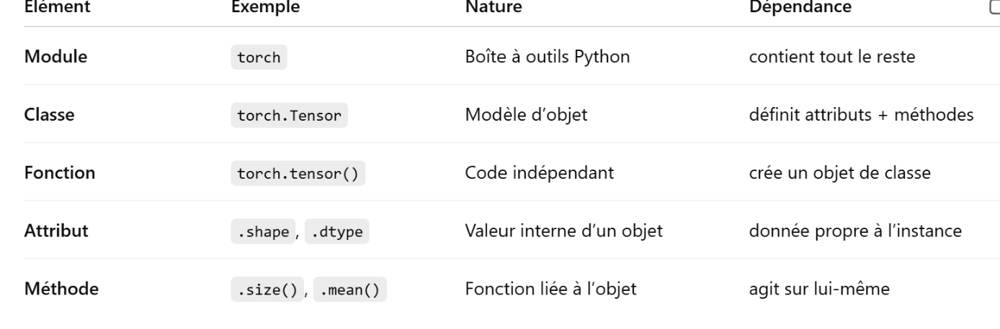 Élément Exemple Nature Dépendance
Module torch Boîte à outils Python contient tout le reste
Classe torch.Tensor Modèle d’objet définit attributs + méthodes
Fonction torch.tensor() Code indépendant crée un objet de classe
Attribut .shape, .dtype Valeur interne d’un objet donnée propre à l’instance
Méthode .size(), .mean() Fonction liée à l’objet agit sur lui-même